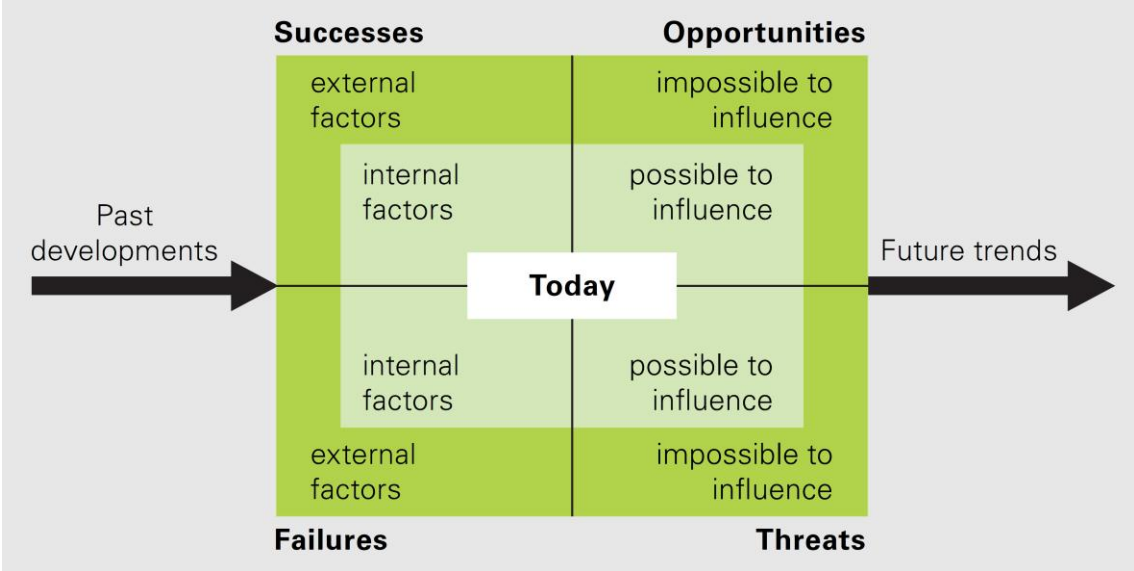 Successes
Opportunities
external
factors
impossible to
influence
internal
factors
possible to
influence
Past
developments
Today
Future trends
internal
factors
possible to
influence
external
factors
impossible to
influence
Failures
Threats